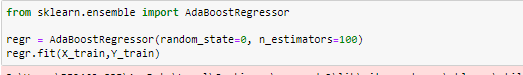 from sklearn.ensemble import AdaBoostRegressor
regr = AdaBoostRegressor(random_state=0, n_estimators=100)
regr.fit(X_train,Y_train)